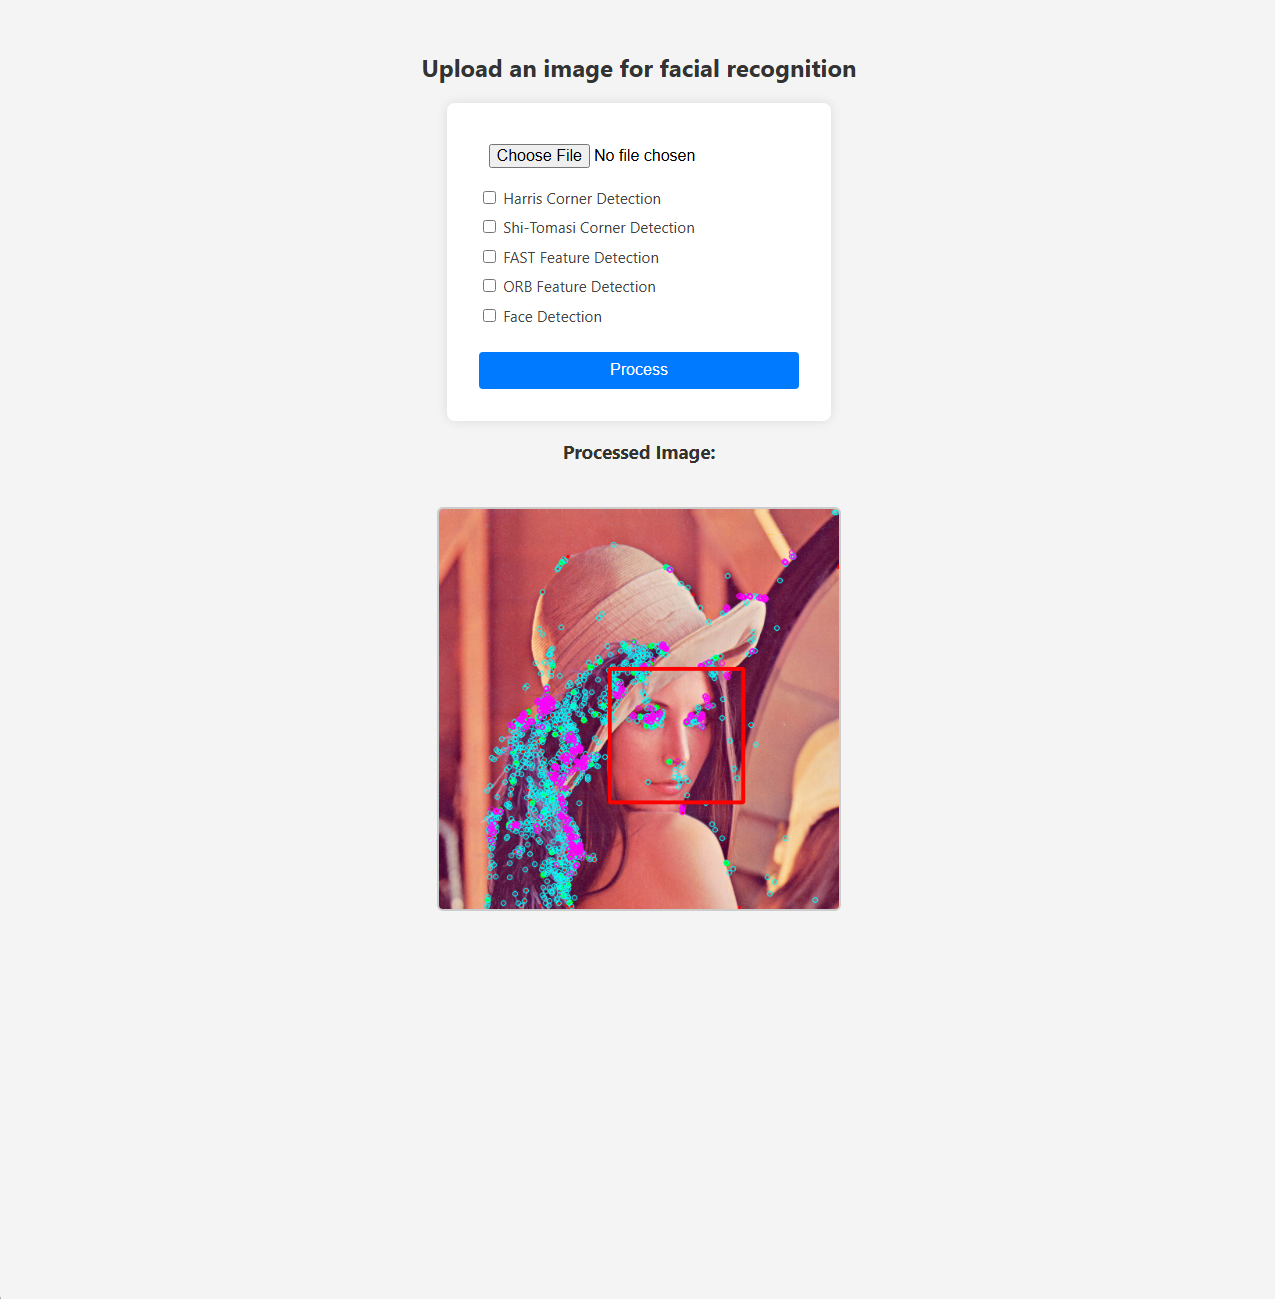 Upload an image for facial recognition
Choose File No file chosen
Harris Corner Detection
Shi-Tomasi Corner Detection
FAST Feature Detection
ORB Feature Detection
Face Detection
Process
Processed Image: